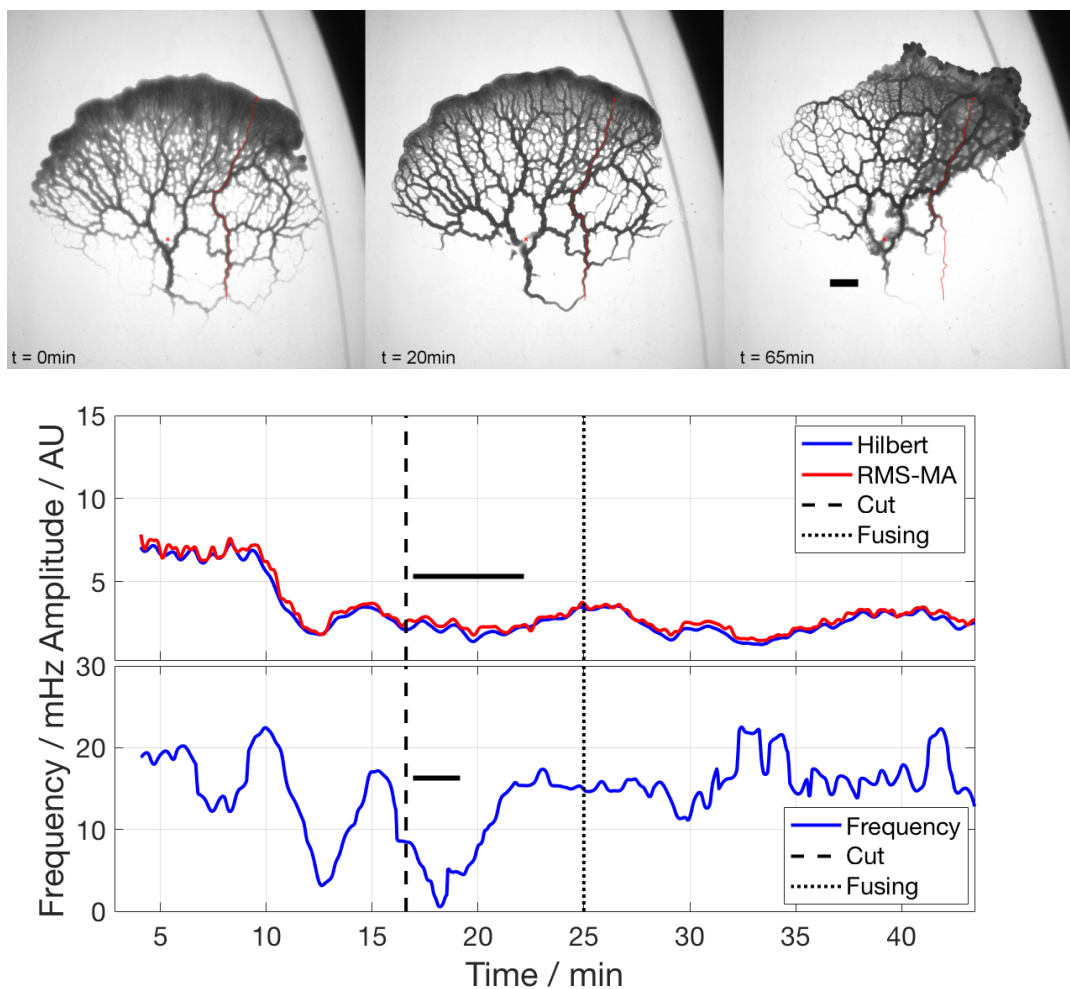 t = 0min
t = 20min
t = 65min
Frequency / mHz Amplitude / AU
15
10
5
Hilbert
RMS-MA
Cut
Fusing
30
20
10
0
Frequency
Cut
Fusing
5 10 15 20 25 30 35 40
Time / min